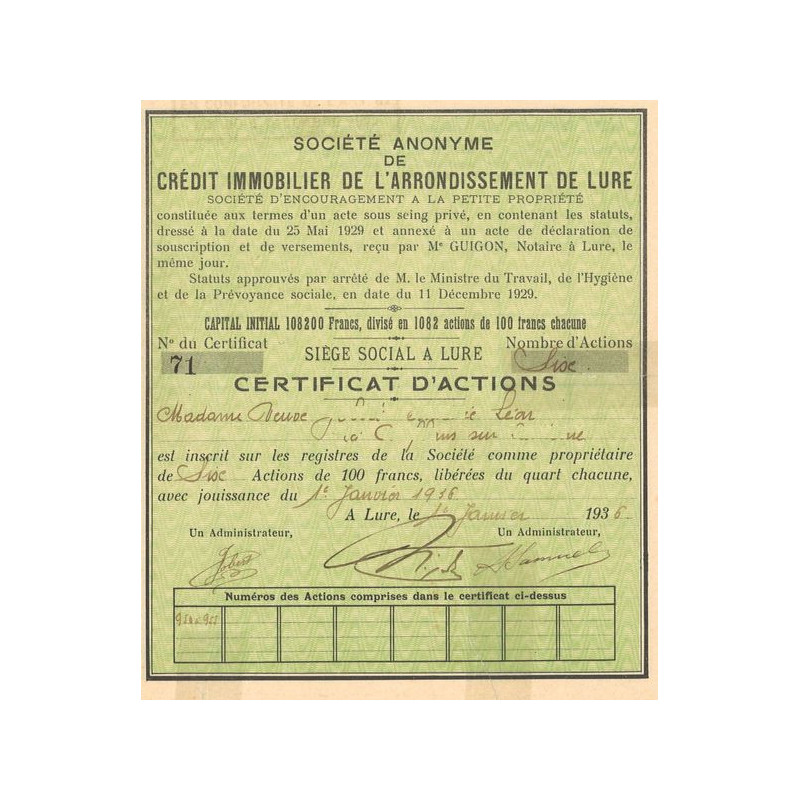 SOCIÉTÉ ANONYME
DE
CRÉDIT IMMOBILIER DE L'ARRONDISSEMENT DE LURE
SOCIÉTÉ D'ENCOURAGEMENT A LA PETITE PROPRIÉTÉ
constituée aux termes d'un acte sous seing privé, en contenant les statuts,
dressé à la date du 25 Mai 1929 et annexé à un acte de déclaration de
souscription et de versements, reçu par Mᵉ GUIGON, Notaire à Lure, le
même jour.
Statuts approuvés par arrêté de M. le Ministre du Travail, de l'Hygiène
et de la Prévoyance sociale, en date du 11 Décembre 1929.
CAPITAL INITIAL 108200 Francs, divisé en 1082 actions de 100 francs chacune
Nº du Certificat
71
SIÈGE SOCIAL A LURE
Nombre d'Actions
Six
CERTIFICAT D'ACTIONS
Madame Veuve Léon
sur
est inscrit sur les registres de la Société comme propriétaire
de Six Actions de 100 francs, libérées du quart chacune,
avec jouissance du 1ᵉ Janvier 1936
A Lure, le 1ᵉ Janvier 1936
Un Administrateur,
Un Administrateur,
Jobert
Numéros des Actions comprises dans le certificat ci-dessus